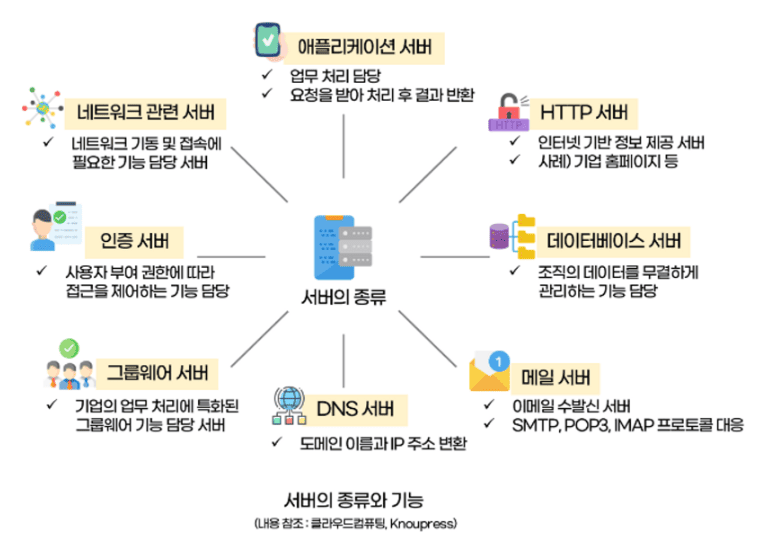 애플리케이션 서버
✓ 업무 처리 담당
✓ 요청을 받아 처리 후 결과 반환
네트워크 관련 서버
✓ 네트워크 기동 및 접속에
필요한 기능 담당 서버
HTTP
HTTP 서버
✓ 인터넷 기반 정보 제공 서버
✓ 사례) 기업 홈페이지 등
인증 서버
✓ 사용자 부여 권한에 따라
접근을 제어하는 기능 담당
서버의 종류
데이터베이스 서버
✓ 조직의 데이터를 무결하게
관리하는 기능 담당
그룹웨어 서버
✓ 기업의 업무 처리에 특화된
그룹웨어 기능 담당 서버
DNS 서버
✓ 도메인 이름과 IP 주소 변환
1
메일 서버
✓ 이메일 수발신 서버
✓ SMTP, POP3, IMAP 프로토콜 대응
서버의 종류와 기능
(내용 참조 : 클라우드컴퓨팅, Knoupress)